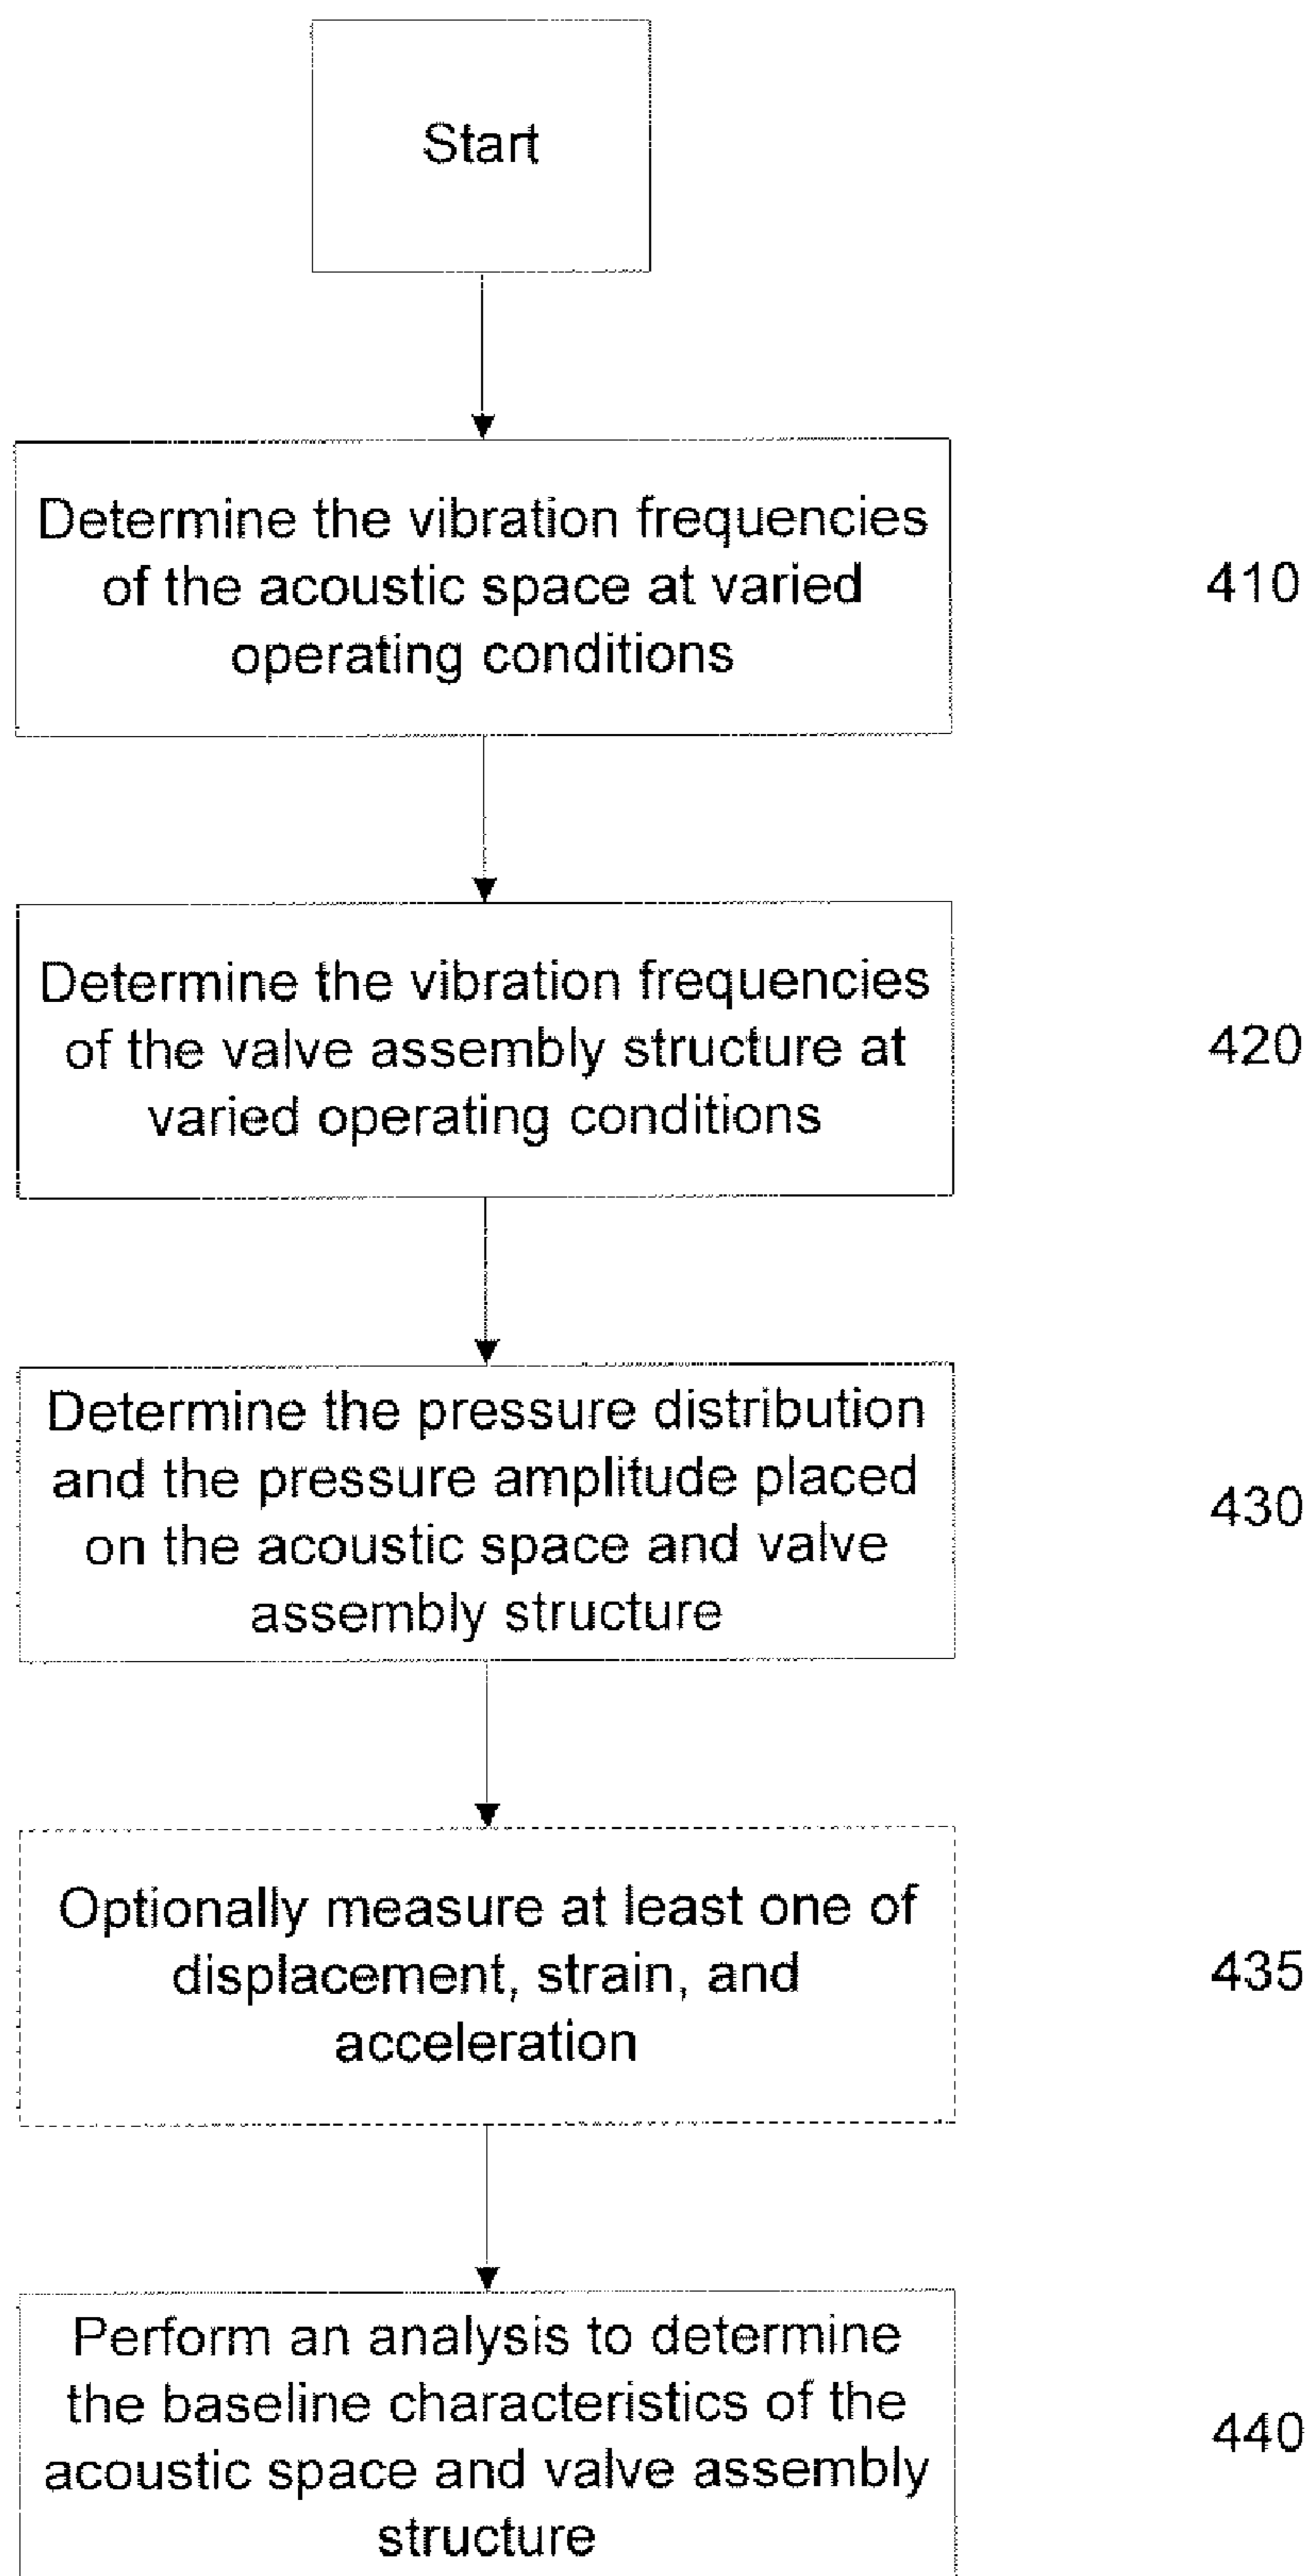 Start
Determine the vibration frequencies
of the acoustic space at varied
operating conditions
410
Determine the vibration frequencies
of the valve assembly structure at
varied operating conditions
420
Determine the pressure distribution
and the pressure amplitude placed
on the acoustic space and valve
assembly structure
430
Optionally measure at least one of
displacement, strain, and
acceleration
435
Perform an analysis to determine
the baseline characteristics of the
acoustic space and valve assembly
structure
440